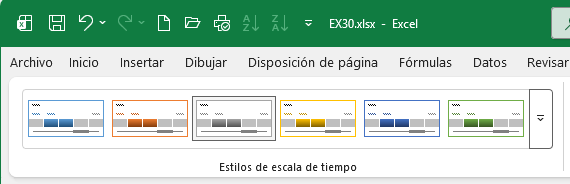 EX30.xlsx - Excel
Archivo Inicio Insertar Dibujar Disposición de página Fórmulas Datos Revisar
Estilos de escala de tiempo